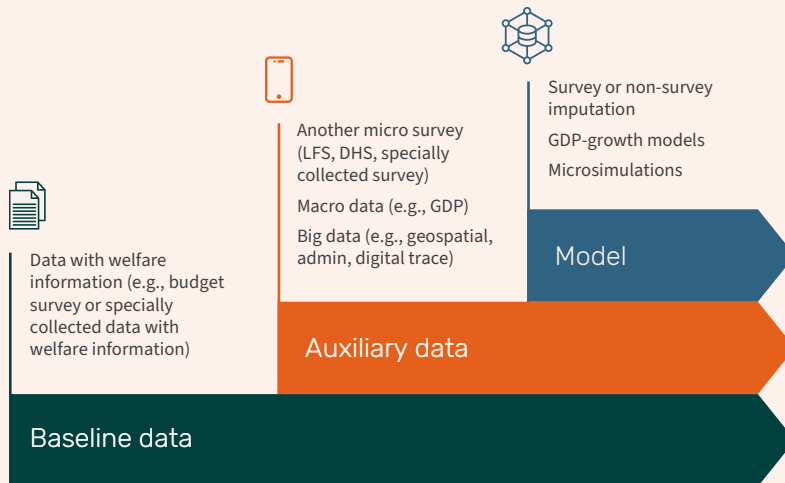 Survey or non-survey
imputation
GDP-growth models
Microsimulations
Model
Another micro survey
(LFS, DHS, specially
collected survey)
Macro data (e.g., GDP)
Big data (e.g., geospatial,
admin, digital trace)
Auxiliary data
Data with welfare
information (e.g., budget
survey or specially
collected data with
welfare information)
Baseline data